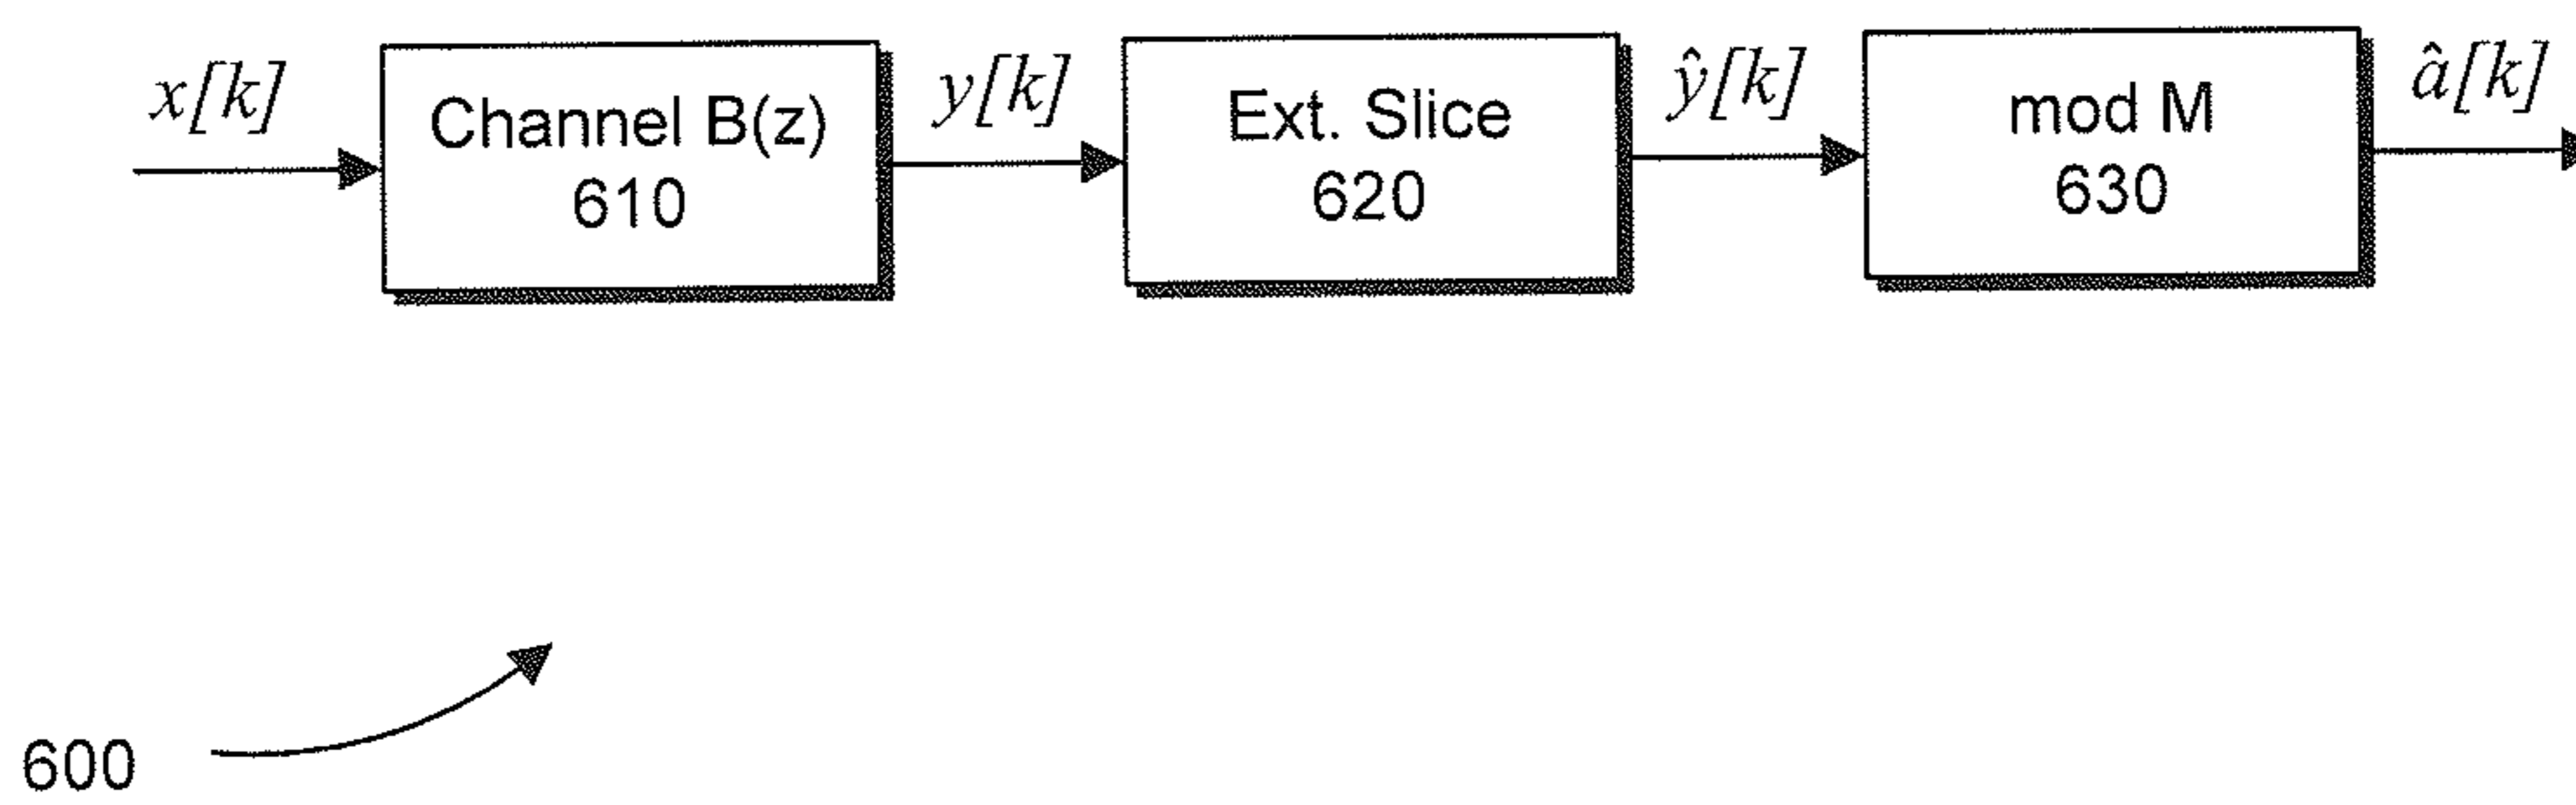 x[k]
Channel B(z)
610
y[k]
Ext. Slice
620
ŷ[k]
mod M
630
â[k]
600